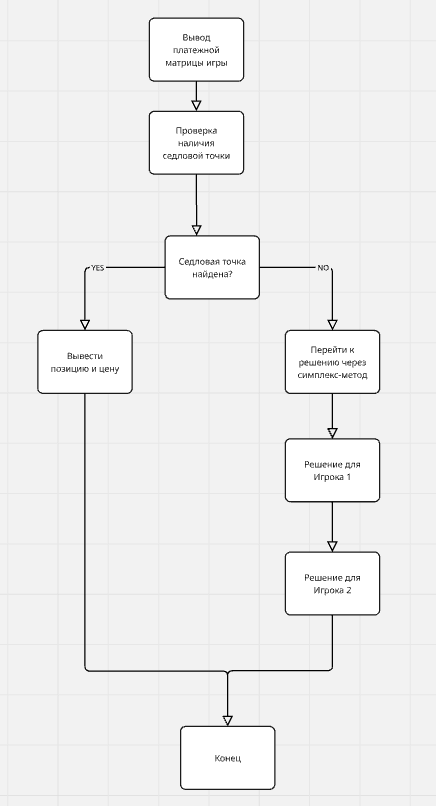 Вывод
платежной
матрицы игры
Проверка
наличия
седловой точки
Седловая точка
найдена?
YES
NO
Вывести
позицию и цену
Перейти к
решению через
симплекс-метод
Решение для
Игрока 1
Решение для
Игрока 2
Конец